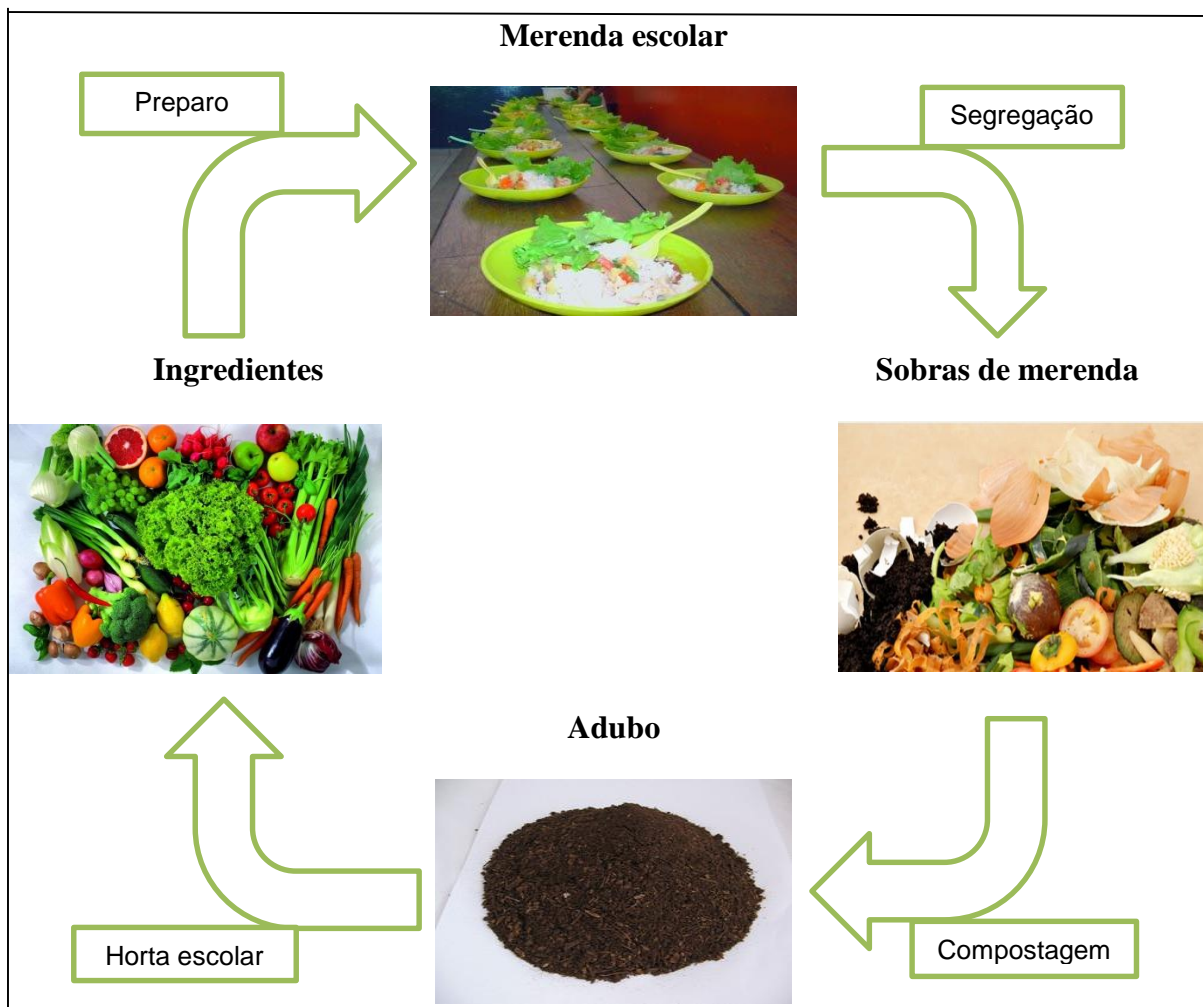 Merenda escolar
Preparo
Segregação
Ingredientes
Sobras de merenda
Adubo
Horta escolar
Compostagem